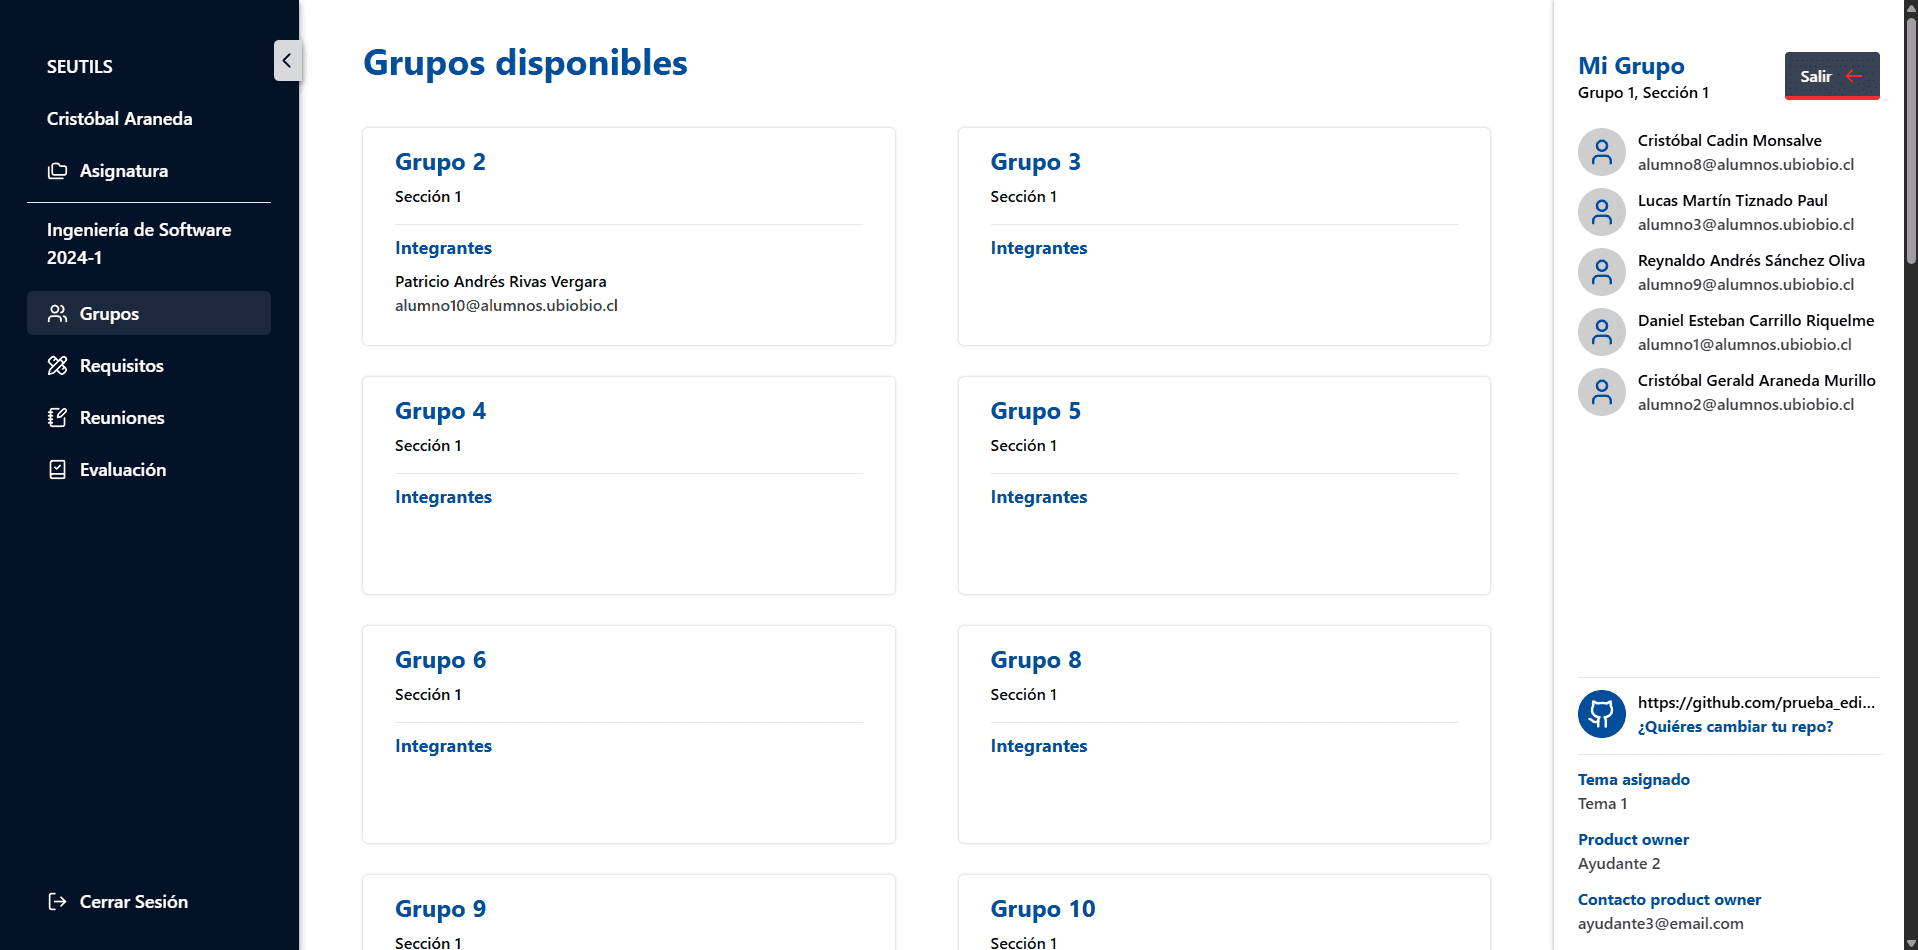 SEUTILS
Cristóbal Araneda
Asignatura
Ingeniería de Software
2024-1
Grupos
Requisitos
Reuniones
Evaluación
Cerrar Sesión
Grupos disponibles
Grupo 2
Sección 1
Integrantes
Patricio Andrés Rivas Vergara
alumno10@alumnos.ubiobio.cl
Grupo 3
Sección 1
Integrantes
Grupo 4
Sección 1
Integrantes
Grupo 5
Sección 1
Integrantes
Grupo 6
Sección 1
Integrantes
Grupo 8
Sección 1
Integrantes
Grupo 9
Sección 1
Grupo 10
Sección 1
Mi Grupo
Grupo 1, Sección 1
Salir
Cristóbal Cadin Monsalve
alumno8@alumnos.ubiobio.cl
Lucas Martín Tiznado Paul
alumno3@alumnos.ubiobio.cl
Reynaldo Andrés Sánchez Oliva
alumno9@alumnos.ubiobio.cl
Daniel Esteban Carrillo Riquelme
alumno1@alumnos.ubiobio.cl
Cristóbal Gerald Araneda Murillo
alumno2@alumnos.ubiobio.cl
https://github.com/prueba_edi...
¿Quiéres cambiar tu repo?
Tema asignado
Tema 1
Product owner
Ayudante 2
Contacto product owner
ayudante3@email.com